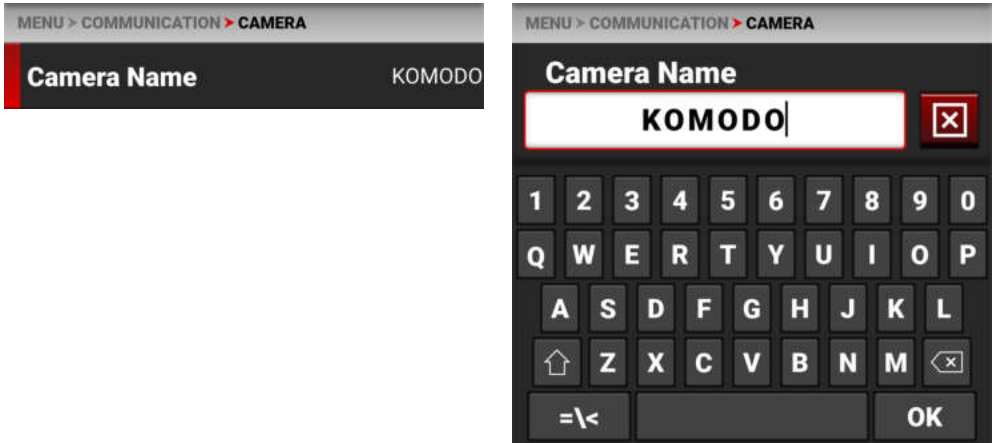 MENU > COMMUNICATION > CAMERA
Camera Name KOMODO
MENU > COMMUNICATION > CAMERA
Camera Name
KOMODO
1 2 3 4 5 6 7 8 9 0
Q W E R T Y U I O P
A S D F G H J K L
Z X C V B N M
=\< OK